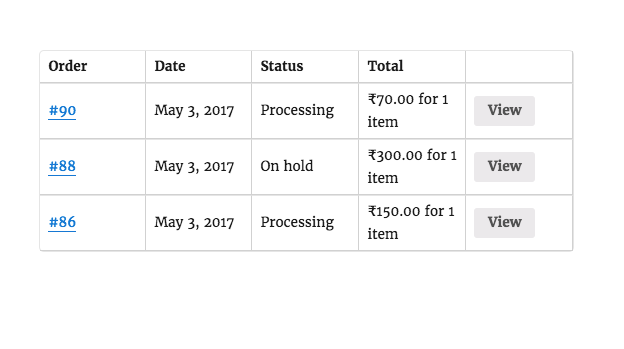 Order Date Status Total
#90 May 3, 2017 Processing ₹70.00 for 1 item View
#88 May 3, 2017 On hold ₹300.00 for 1 item View
#86 May 3, 2017 Processing ₹150.00 for 1 item View